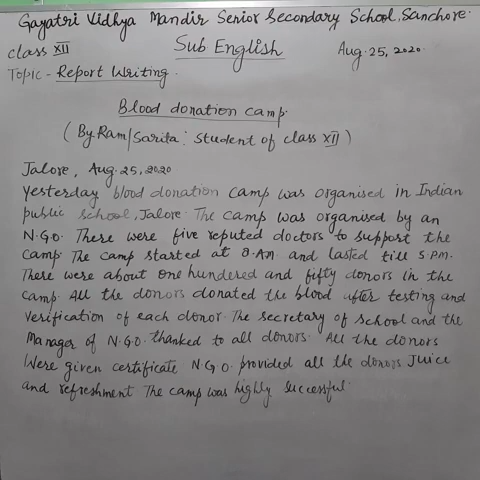 Gayatri Vidhya Mandir Senior Secondary School. Sanchore.
class XII Sub English Aug. 25, 2020.
Topic - Report Writing.
Blood donation camp.
(By. Ram/Sarita: Student of class XII)
Jalore, Aug. 25, 2020
Yesterday blood donation camp was organised in Indian
public school, Jalore. The camp was organised by an
N.G.O. There were five reputed doctors to support the
camp. The camp started at 8.A.M. and lasted till 5.P.M.
There were about one hundered and fifty donors in the
camp. All the donors donated the blood after testing and
verification of each donor. The secretary of school and the
Manager of N.G.O. thanked to all donors. All the donors
Were given certificate N.G.O. provided all the donors Juice
and refreshment The camp was highly successful.